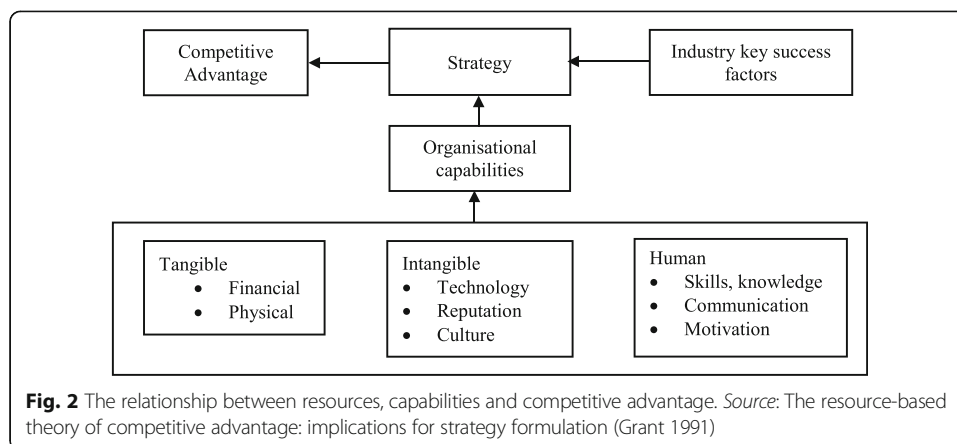 Competitive
Advantage
Strategy
Industry key success
factors
Organisational
capabilities
Tangible
• Financial
• Physical
Intangible
• Technology
• Reputation
• Culture
Human
• Skills, knowledge
• Communication
• Motivation
Fig. 2 The relationship between resources, capabilities and competitive advantage. Source: The resource-based
theory of competitive advantage: implications for strategy formulation (Grant 1991)